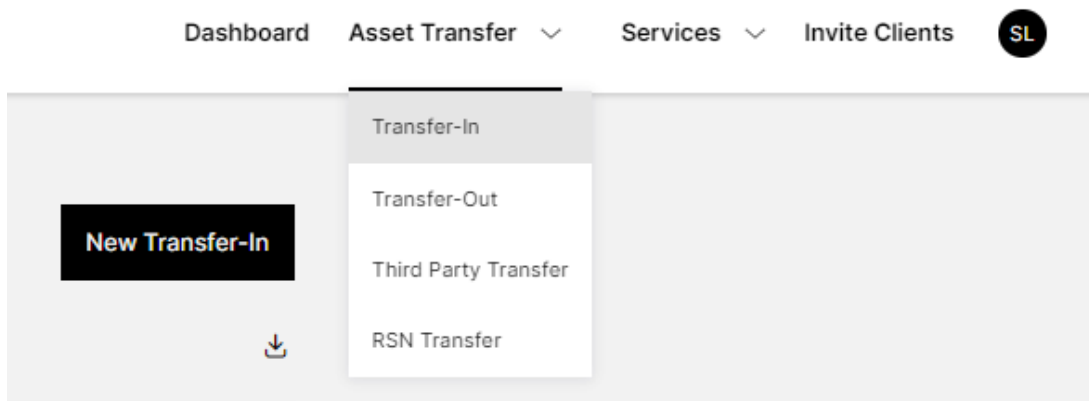 Dashboard Asset Transfer Services Invite Clients SL
Transfer-In
Transfer-Out
New Transfer-In
Third Party Transfer
RSN Transfer